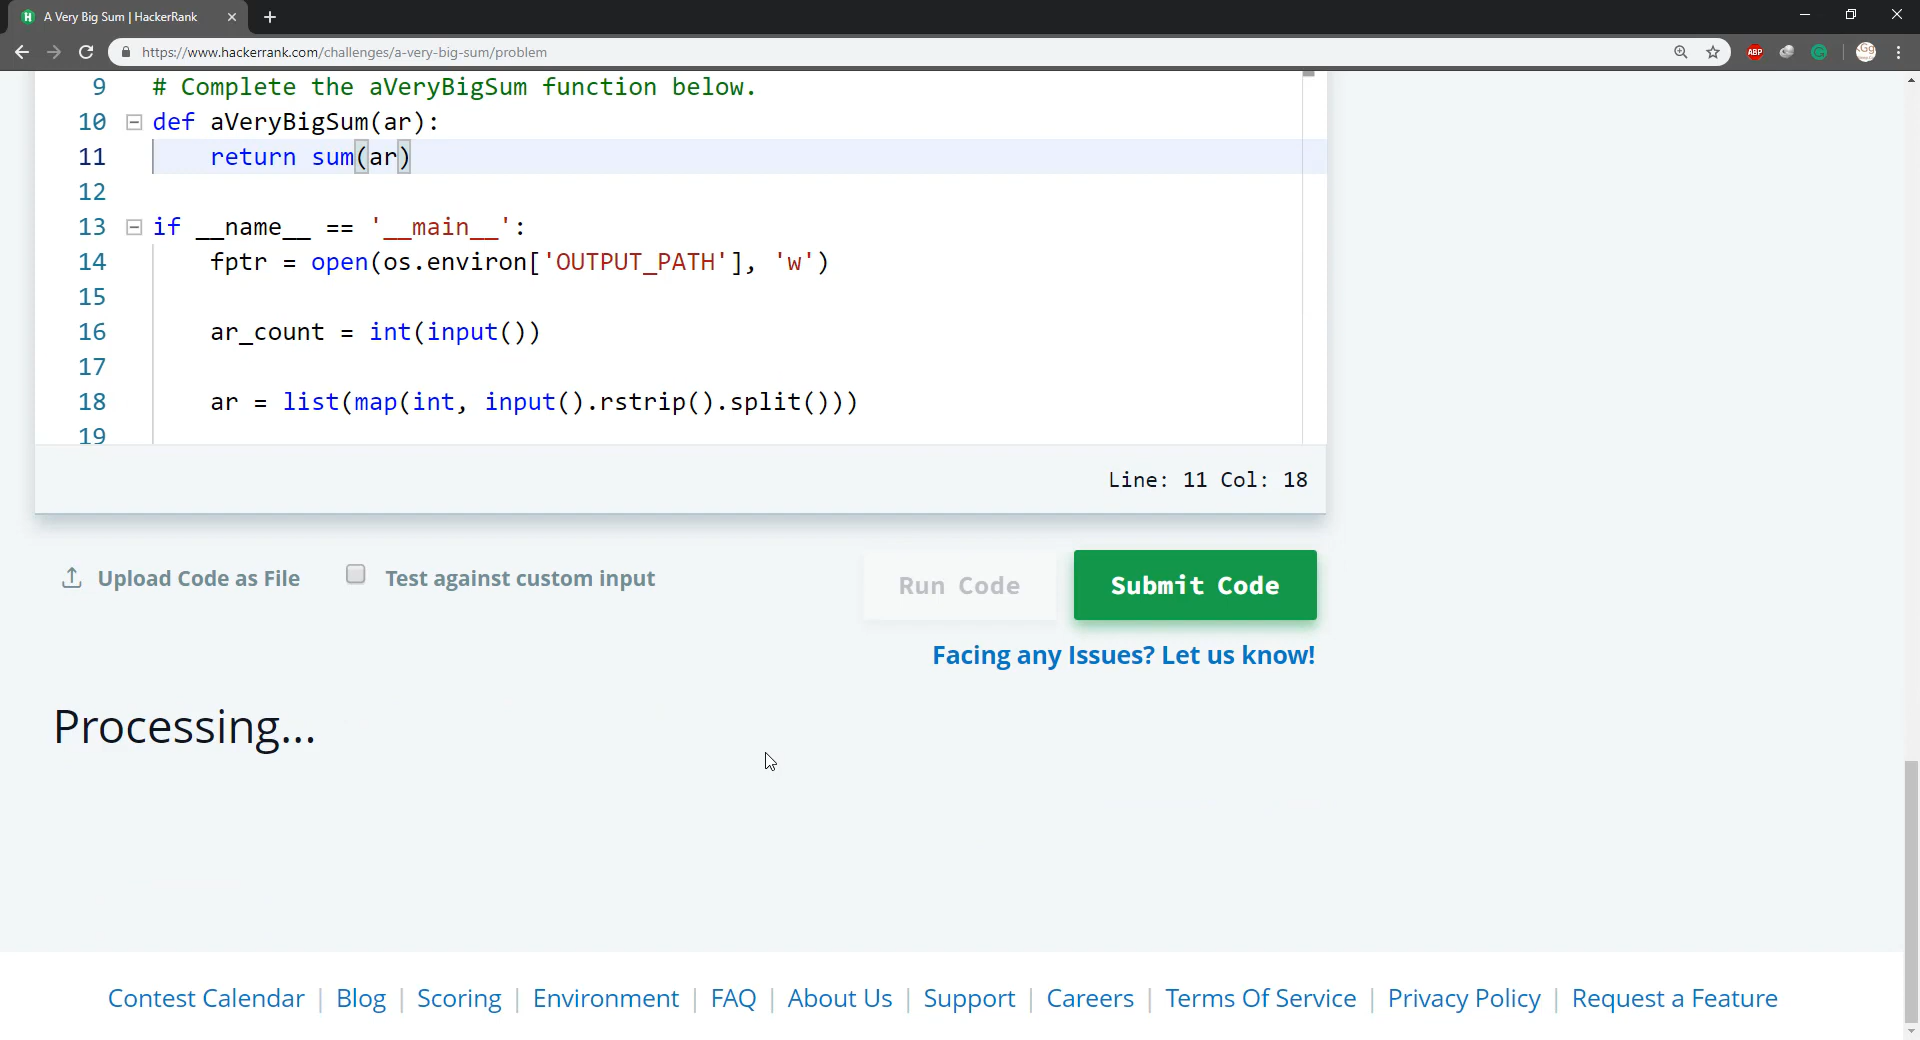 A Very Big Sum | HackerRank
https://www.hackerrank.com/challenges/a-very-big-sum/problem
ABP
9 # Complete the aVeryBigSum function below.
10 def aVeryBigSum(ar):
11 return sum(ar)
12
13 if __name__ == '__main__':
14 fptr = open(os.environ['OUTPUT_PATH'], 'w')
15
16 ar_count = int(input())
17
18 ar = list(map(int, input().rstrip().split()))
19
Line: 11 Col: 18
Upload Code as File Test against custom input Run Code Submit Code
Facing any Issues? Let us know!
Processing...
Contest Calendar | Blog | Scoring | Environment | FAQ | About Us | Support | Careers | Terms Of Service | Privacy Policy | Request a Feature